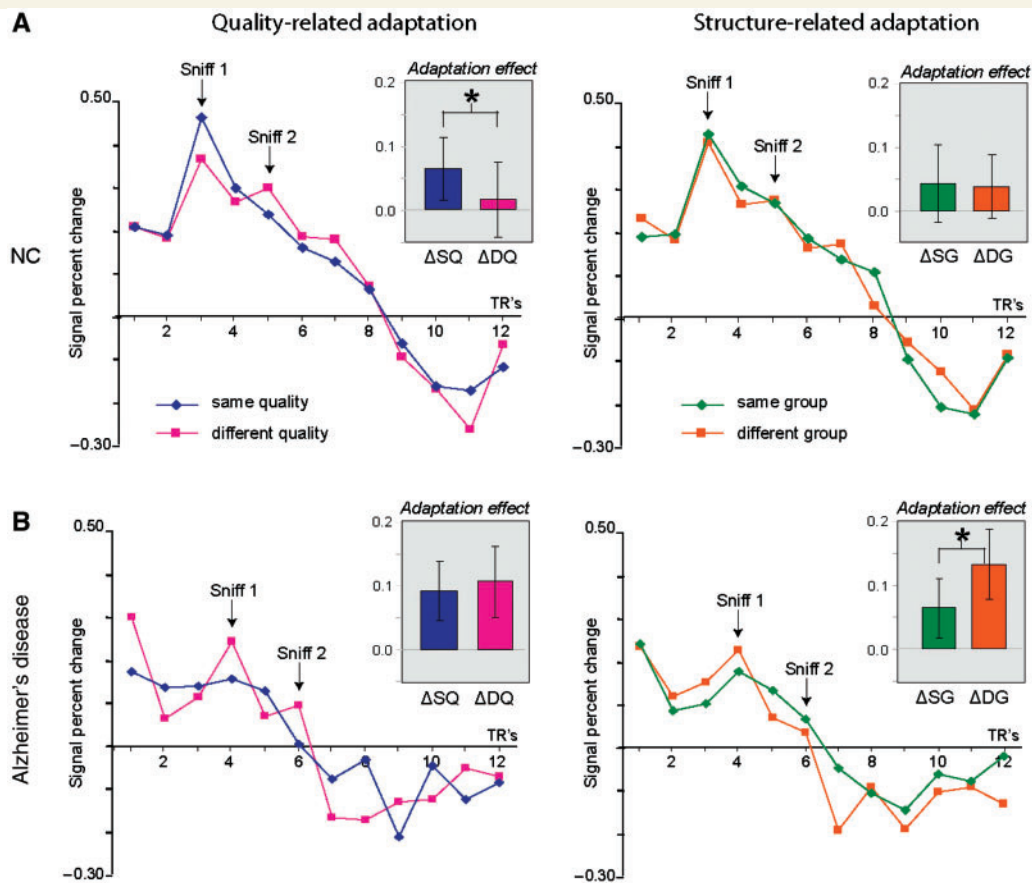 A
Quality-related adaptation
Structure-related adaptation
NC
Signal percent change
0.50
−0.30
Sniff 1
Sniff 2
Adaptation effect
0.2
0.1
0.0
*
ΔSQ ΔDQ
TR's
2 4 6 8 10 12
same quality
different quality
Signal percent change
0.50
−0.30
Sniff 1
Sniff 2
Adaptation effect
0.2
0.1
0.0
ΔSG ΔDG
TR's
2 4 6 8 10 12
same group
different group
B
Alzheimer's disease
Signal percent change
0.50
−0.30
Sniff 1
Sniff 2
Adaptation effect
0.2
0.1
0.0
ΔSQ ΔDQ
TR's
2 4 6 8 10 12
Signal percent change
0.50
−0.30
Sniff 1
Sniff 2
Adaptation effect
0.2
0.1
0.0
*
ΔSG ΔDG
TR's
2 4 6 8 10 12